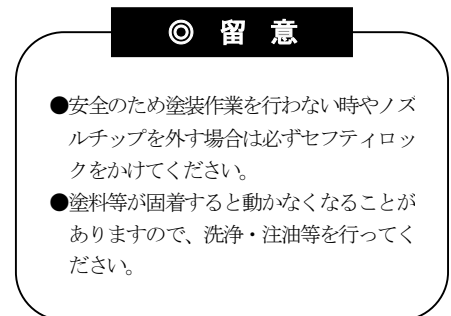 ◎ 留 意
●安全のため塗装作業を行わない時やノズ
ルチップを外す場合は必ずセフティロッ
クをかけてください。
●塗料等が固着すると動かなくなることが
ありますので、洗浄・注油等を行ってく
ださい。